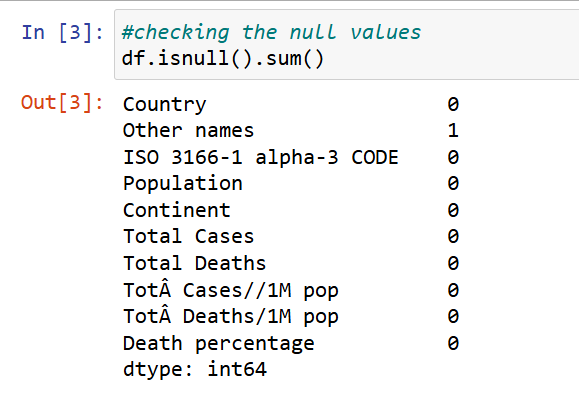 In [3]: #checking the null values
df.isnull().sum()
Out[3]: Country 0
Other names 1
ISO 3166-1 alpha-3 CODE 0
Population 0
Continent 0
Total Cases 0
Total Deaths 0
TotÂ Cases//1M pop 0
TotÂ Deaths/1M pop 0
Death percentage 0
dtype: int64